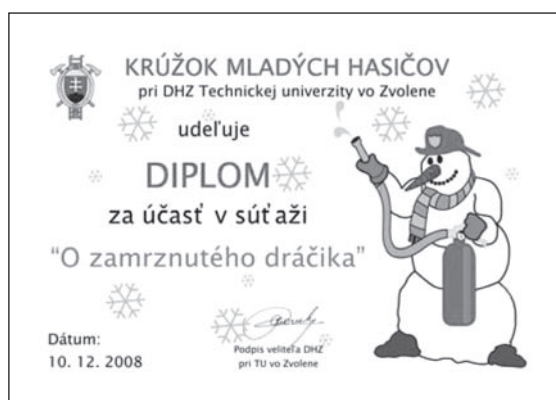 KRÚŽOK MLADÝCH HASIČOV
pri DHZ Technickej univerzity vo Zvolene
udeľuje
DIPLOM
za účasť v súťaži
"O zamrznutého dráčika"
Dátum:
10. 12. 2008
Podpis veliteľa DHZ
pri TU vo Zvolene